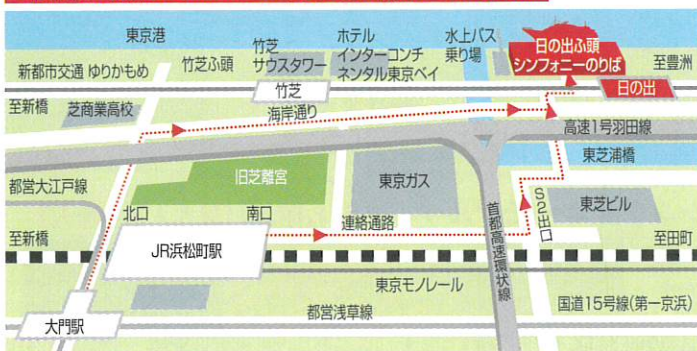 東京港
新都市交通 ゆりかもめ
竹芝ふ頭
竹芝
サウスタワー
ホテル
インターコンチ
ネンタル東京ベイ
水上バス
乗り場
日の出ふ頭
シンフォニーのりば
至豊洲
竹芝
日の出
至新橋
芝商業高校
海岸通り
高速1号羽田線
東芝浦橋
都営大江戸線
旧芝離宮
東京ガス
東芝ビル
S2出口
首都高速環状線
北口
南口
連絡通路
至新橋
JR浜松町駅
至田町
東京モノレール
大門駅
都営浅草線
国道15号線(第一京浜)